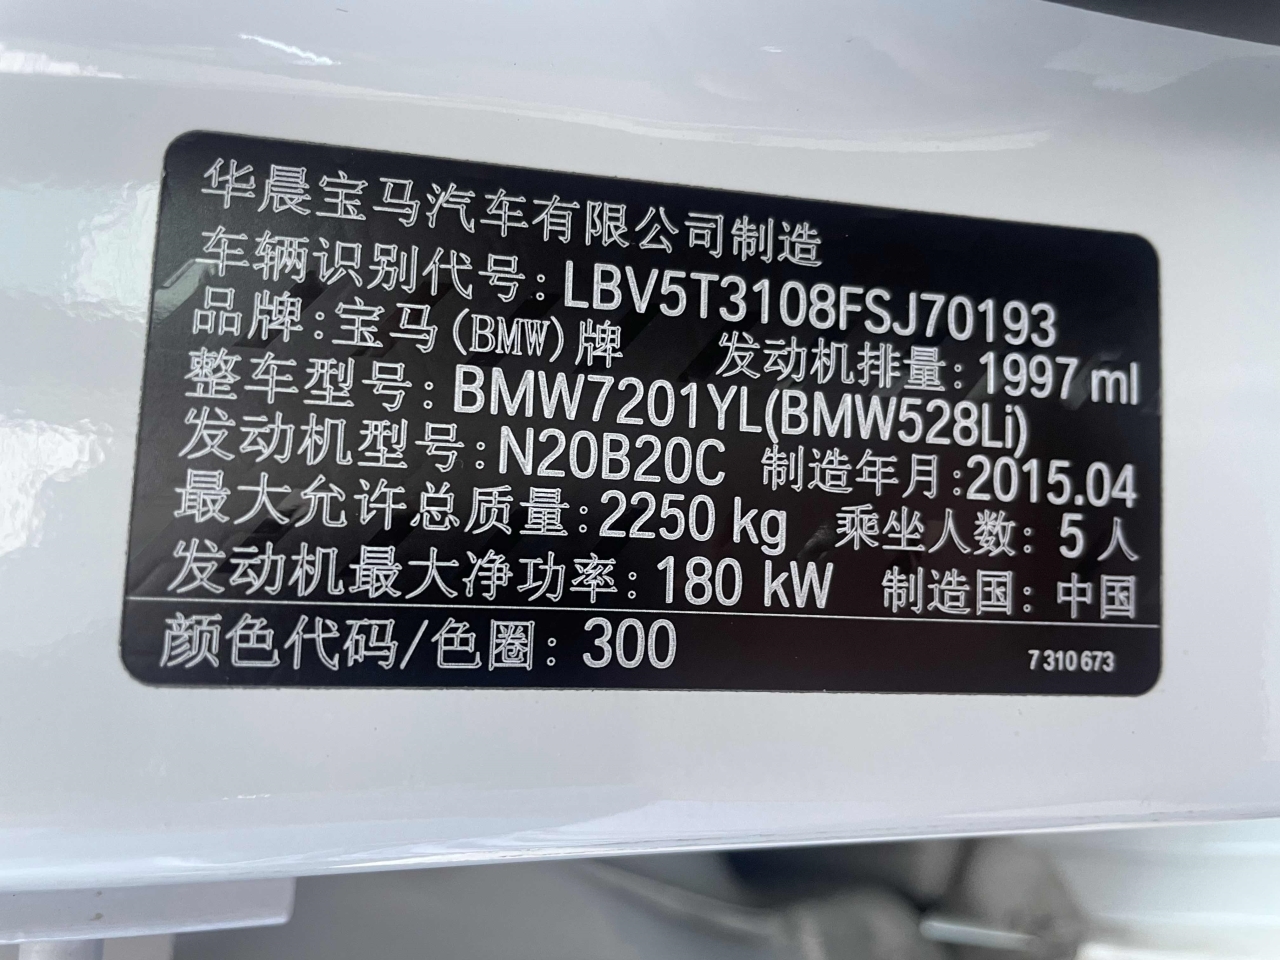 华晨宝马汽车有限公司制造
车辆识别代号: LBV5T3108FSJ70193
品牌: 宝马(BMW)牌 发动机排量: 1997 ml
整车型号: BMW7201YL(BMW528Li)
发动机型号: N20B20C 制造年月: 2015.04
最大允许总质量: 2250 kg 乘坐人数: 5 人
发动机最大净功率: 180 kW 制造国: 中国
颜色代码/色圈: 300 7 310 673